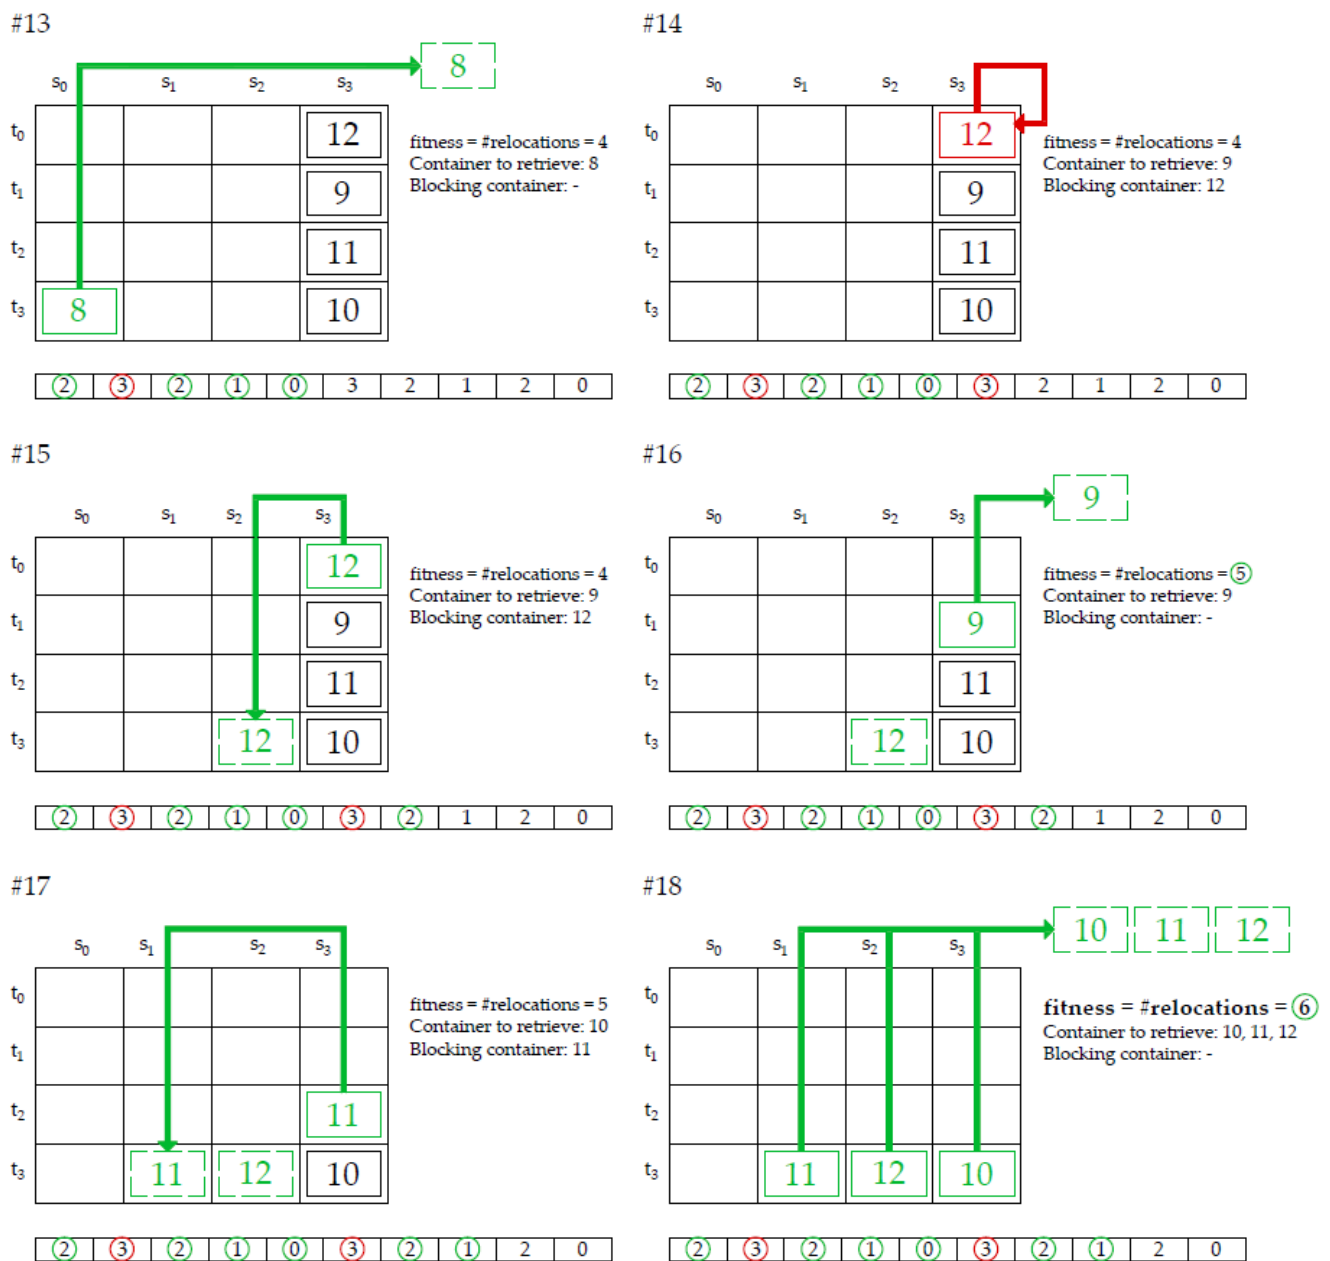 #13
8
s0 s1 s2 s3
t0 12
t1 9
t2 11
t3 8 10
fitness = #relocations = 4
Container to retrieve: 8
Blocking container: -
2 3 2 1 0 3 2 1 2 0
#14
s0 s1 s2 s3
t0 12
t1 9
t2 11
t3 10
fitness = #relocations = 4
Container to retrieve: 9
Blocking container: 12
2 3 2 1 0 3 2 1 2 0
#15
s0 s1 s2 s3
t0 12
t1 9
t2 11
t3 12 10
fitness = #relocations = 4
Container to retrieve: 9
Blocking container: 12
2 3 2 1 0 3 2 1 2 0
#16
9
s0 s1 s2 s3
t0
t1 9
t2 11
t3 12 10
fitness = #relocations = 5
Container to retrieve: 9
Blocking container: -
2 3 2 1 0 3 2 1 2 0
#17
s0 s1 s2 s3
t0
t1
t2 11
t3 11 12 10
fitness = #relocations = 5
Container to retrieve: 10
Blocking container: 11
2 3 2 1 0 3 2 1 2 0
#18
10 11 12
s0 s1 s2 s3
t0
t1
t2
t3 11 12 10
fitness = #relocations = 6
Container to retrieve: 10, 11, 12
Blocking container: -
2 3 2 1 0 3 2 1 2 0